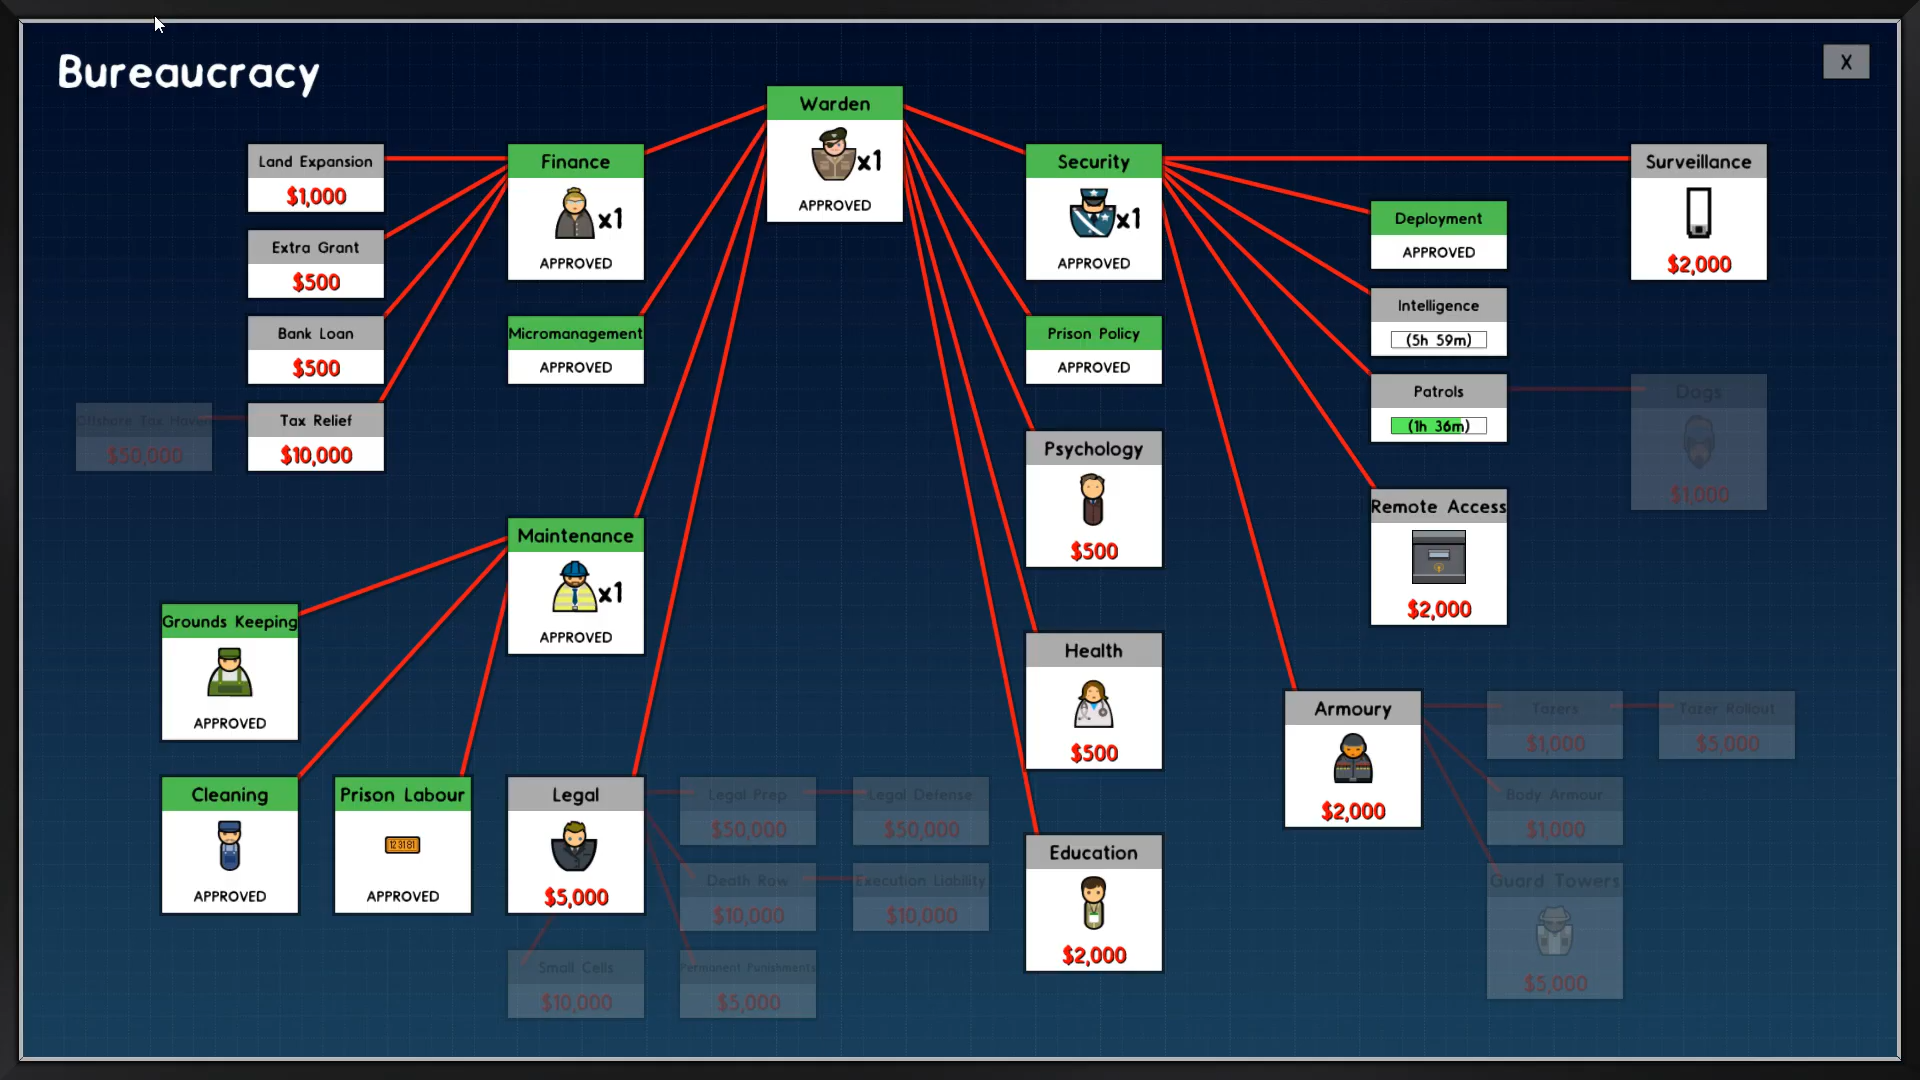 Bureaucracy
X
Warden
x1
APPROVED
Land Expansion
$1,000
Finance
x1
APPROVED
Security
x1
APPROVED
Surveillance
$2,000
Extra Grant
$500
Deployment
APPROVED
Bank Loan
$500
Micromanagement
APPROVED
Prison Policy
APPROVED
Intelligence
(5h 59m)
Offshore Tax Haven
$50,000
Tax Relief
$10,000
Patrols
(1h 36m)
Dogs
$1,000
Psychology
$500
Remote Access
$2,000
Maintenance
x1
APPROVED
Grounds Keeping
APPROVED
Health
$500
Armoury
$2,000
Tazers
$1,000
Tazer Rollout
$5,000
Cleaning
APPROVED
Prison Labour
123181
APPROVED
Legal
$5,000
Legal Prep
$50,000
Legal Defense
$50,000
Body Armour
$1,000
Death Row
$10,000
Execution Liability
$10,000
Education
$2,000
Guard Towers
$5,000
Small Cells
$10,000
Permanent Punishments
$5,000